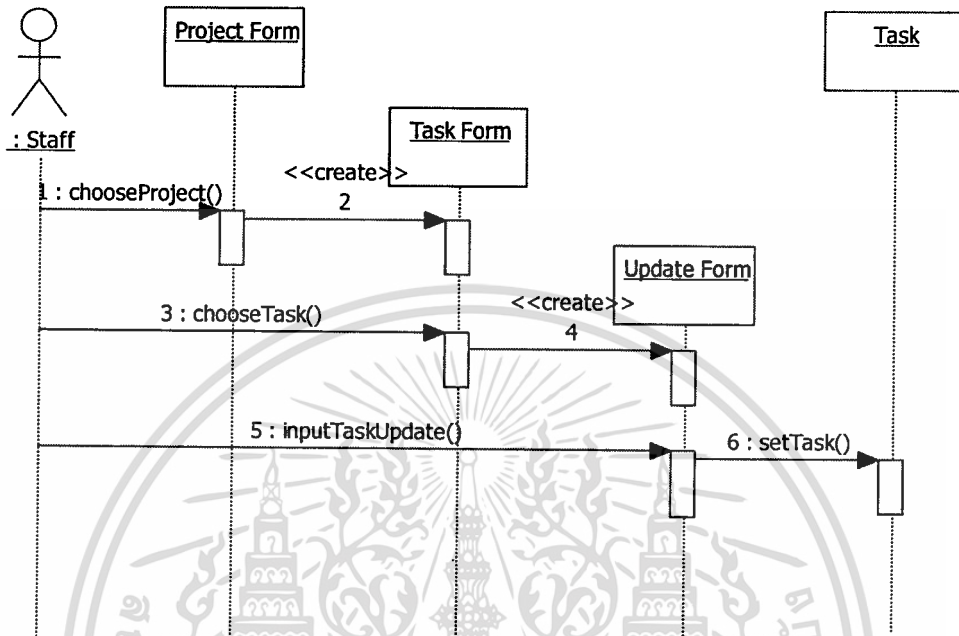 Project Form
Task
: Staff
Task Form
<<create>>
1 : chooseProject()
2
Update Form
<<create>>
3 : chooseTask()
4
5 : inputTaskUpdate()
6 : setTask()